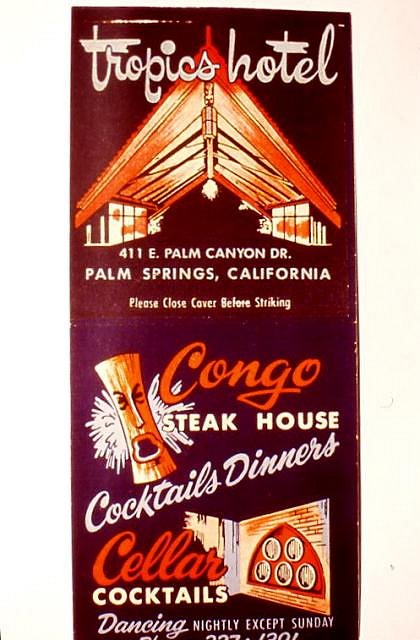 tropics hotel
411 E. PALM CANYON DR.
PALM SPRINGS, CALIFORNIA
Please Close Cover Before Striking
Congo
STEAK HOUSE
Cocktails Dinners
Cellar
COCKTAILS
Dancing NIGHTLY EXCEPT SUNDAY